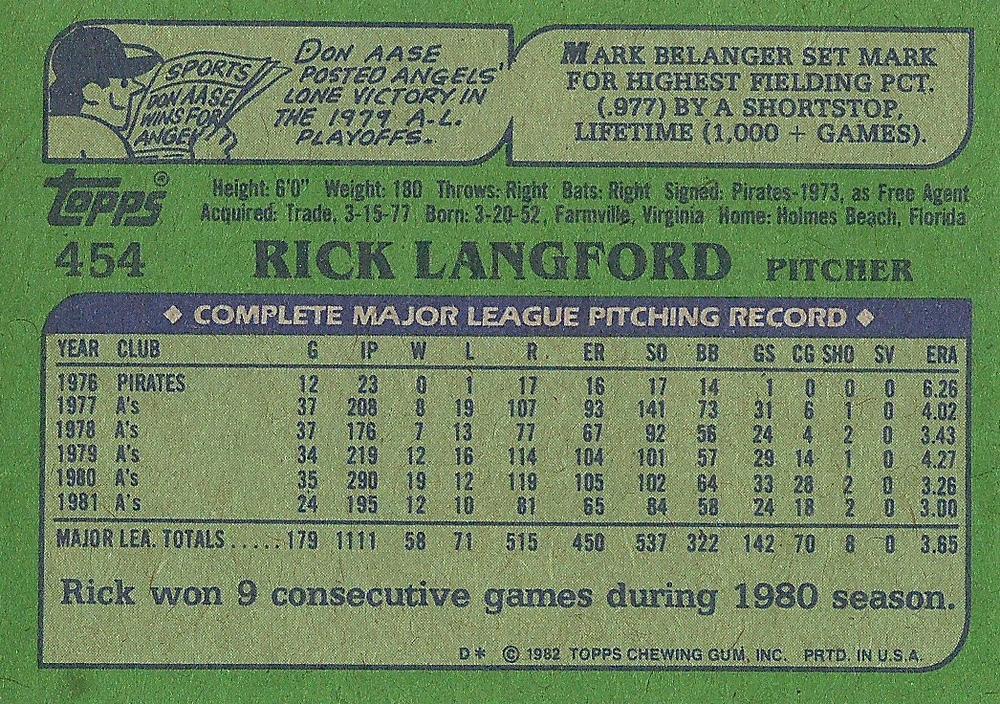 SPORTS
DON AASE
WINS FOR
ANGEL
DON AASE
POSTED ANGELS'
LONE VICTORY IN
THE 1979 A.L.
PLAYOFFS.
MARK BELANGER SET MARK
FOR HIGHEST FIELDING PCT.
(.977) BY A SHORTSTOP,
LIFETIME (1,000 + GAMES).
Topps®
Height: 6'0" Weight: 180 Throws: Right Bats: Right Signed: Pirates-1973, as Free Agent
Acquired: Trade, 3-15-77 Born: 3-20-52, Farmville, Virginia Home: Holmes Beach, Florida
454 RICK LANGFORD PITCHER
◆ COMPLETE MAJOR LEAGUE PITCHING RECORD ◆
YEAR CLUB G IP W L R ER SO BB GS CG SHO SV ERA
1976 PIRATES 12 23 0 1 17 16 17 14 1 0 0 0 6.26
1977 A's 37 208 8 19 107 93 141 73 31 6 1 0 4.02
1978 A's 37 176 7 13 77 67 92 56 24 4 2 0 3.43
1979 A's 34 219 12 16 114 104 101 57 29 14 1 0 4.27
1980 A's 35 290 19 12 119 105 102 64 33 28 2 0 3.26
1981 A's 24 195 12 10 81 65 84 58 24 18 2 0 3.00
MAJOR LEA. TOTALS ..... 179 1111 58 71 515 450 537 322 142 70 8 0 3.65
Rick won 9 consecutive games during 1980 season.
D* © 1982 TOPPS CHEWING GUM, INC. PRTD. IN U.S.A.